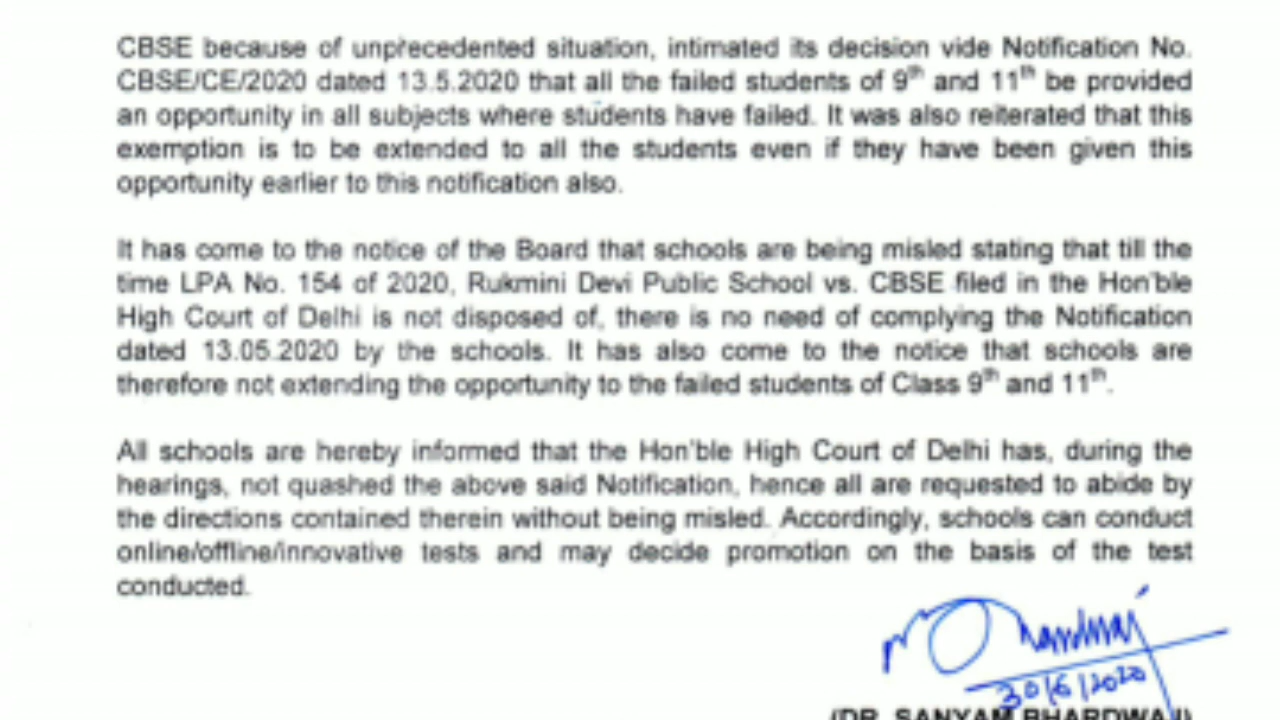 CBSE because of unprecedented situation, intimated its decision vide Notification No.
CBSE/CE/2020 dated 13.5.2020 that all the failed students of 9th and 11th be provided
an opportunity in all subjects where students have failed. It was also reiterated that this
exemption is to be extended to all the students even if they have been given this
opportunity earlier to this notification also.
It has come to the notice of the Board that schools are being misled stating that till the
time LPA No. 154 of 2020, Rukmini Devi Public School vs. CBSE filed in the Hon'ble
High Court of Delhi is not disposed of, there is no need of complying the Notification
dated 13.05.2020 by the schools. It has also come to the notice that schools are
therefore not extending the opportunity to the failed students of Class 9th and 11th.
All schools are hereby informed that the Hon'ble High Court of Delhi has, during the
hearings, not quashed the above said Notification, hence all are requested to abide by
the directions contained therein without being misled. Accordingly, schools can conduct
online/offline/innovative tests and may decide promotion on the basis of the test
conducted.
30/6/2020
(DR. SANYAM BHARDWAJ)